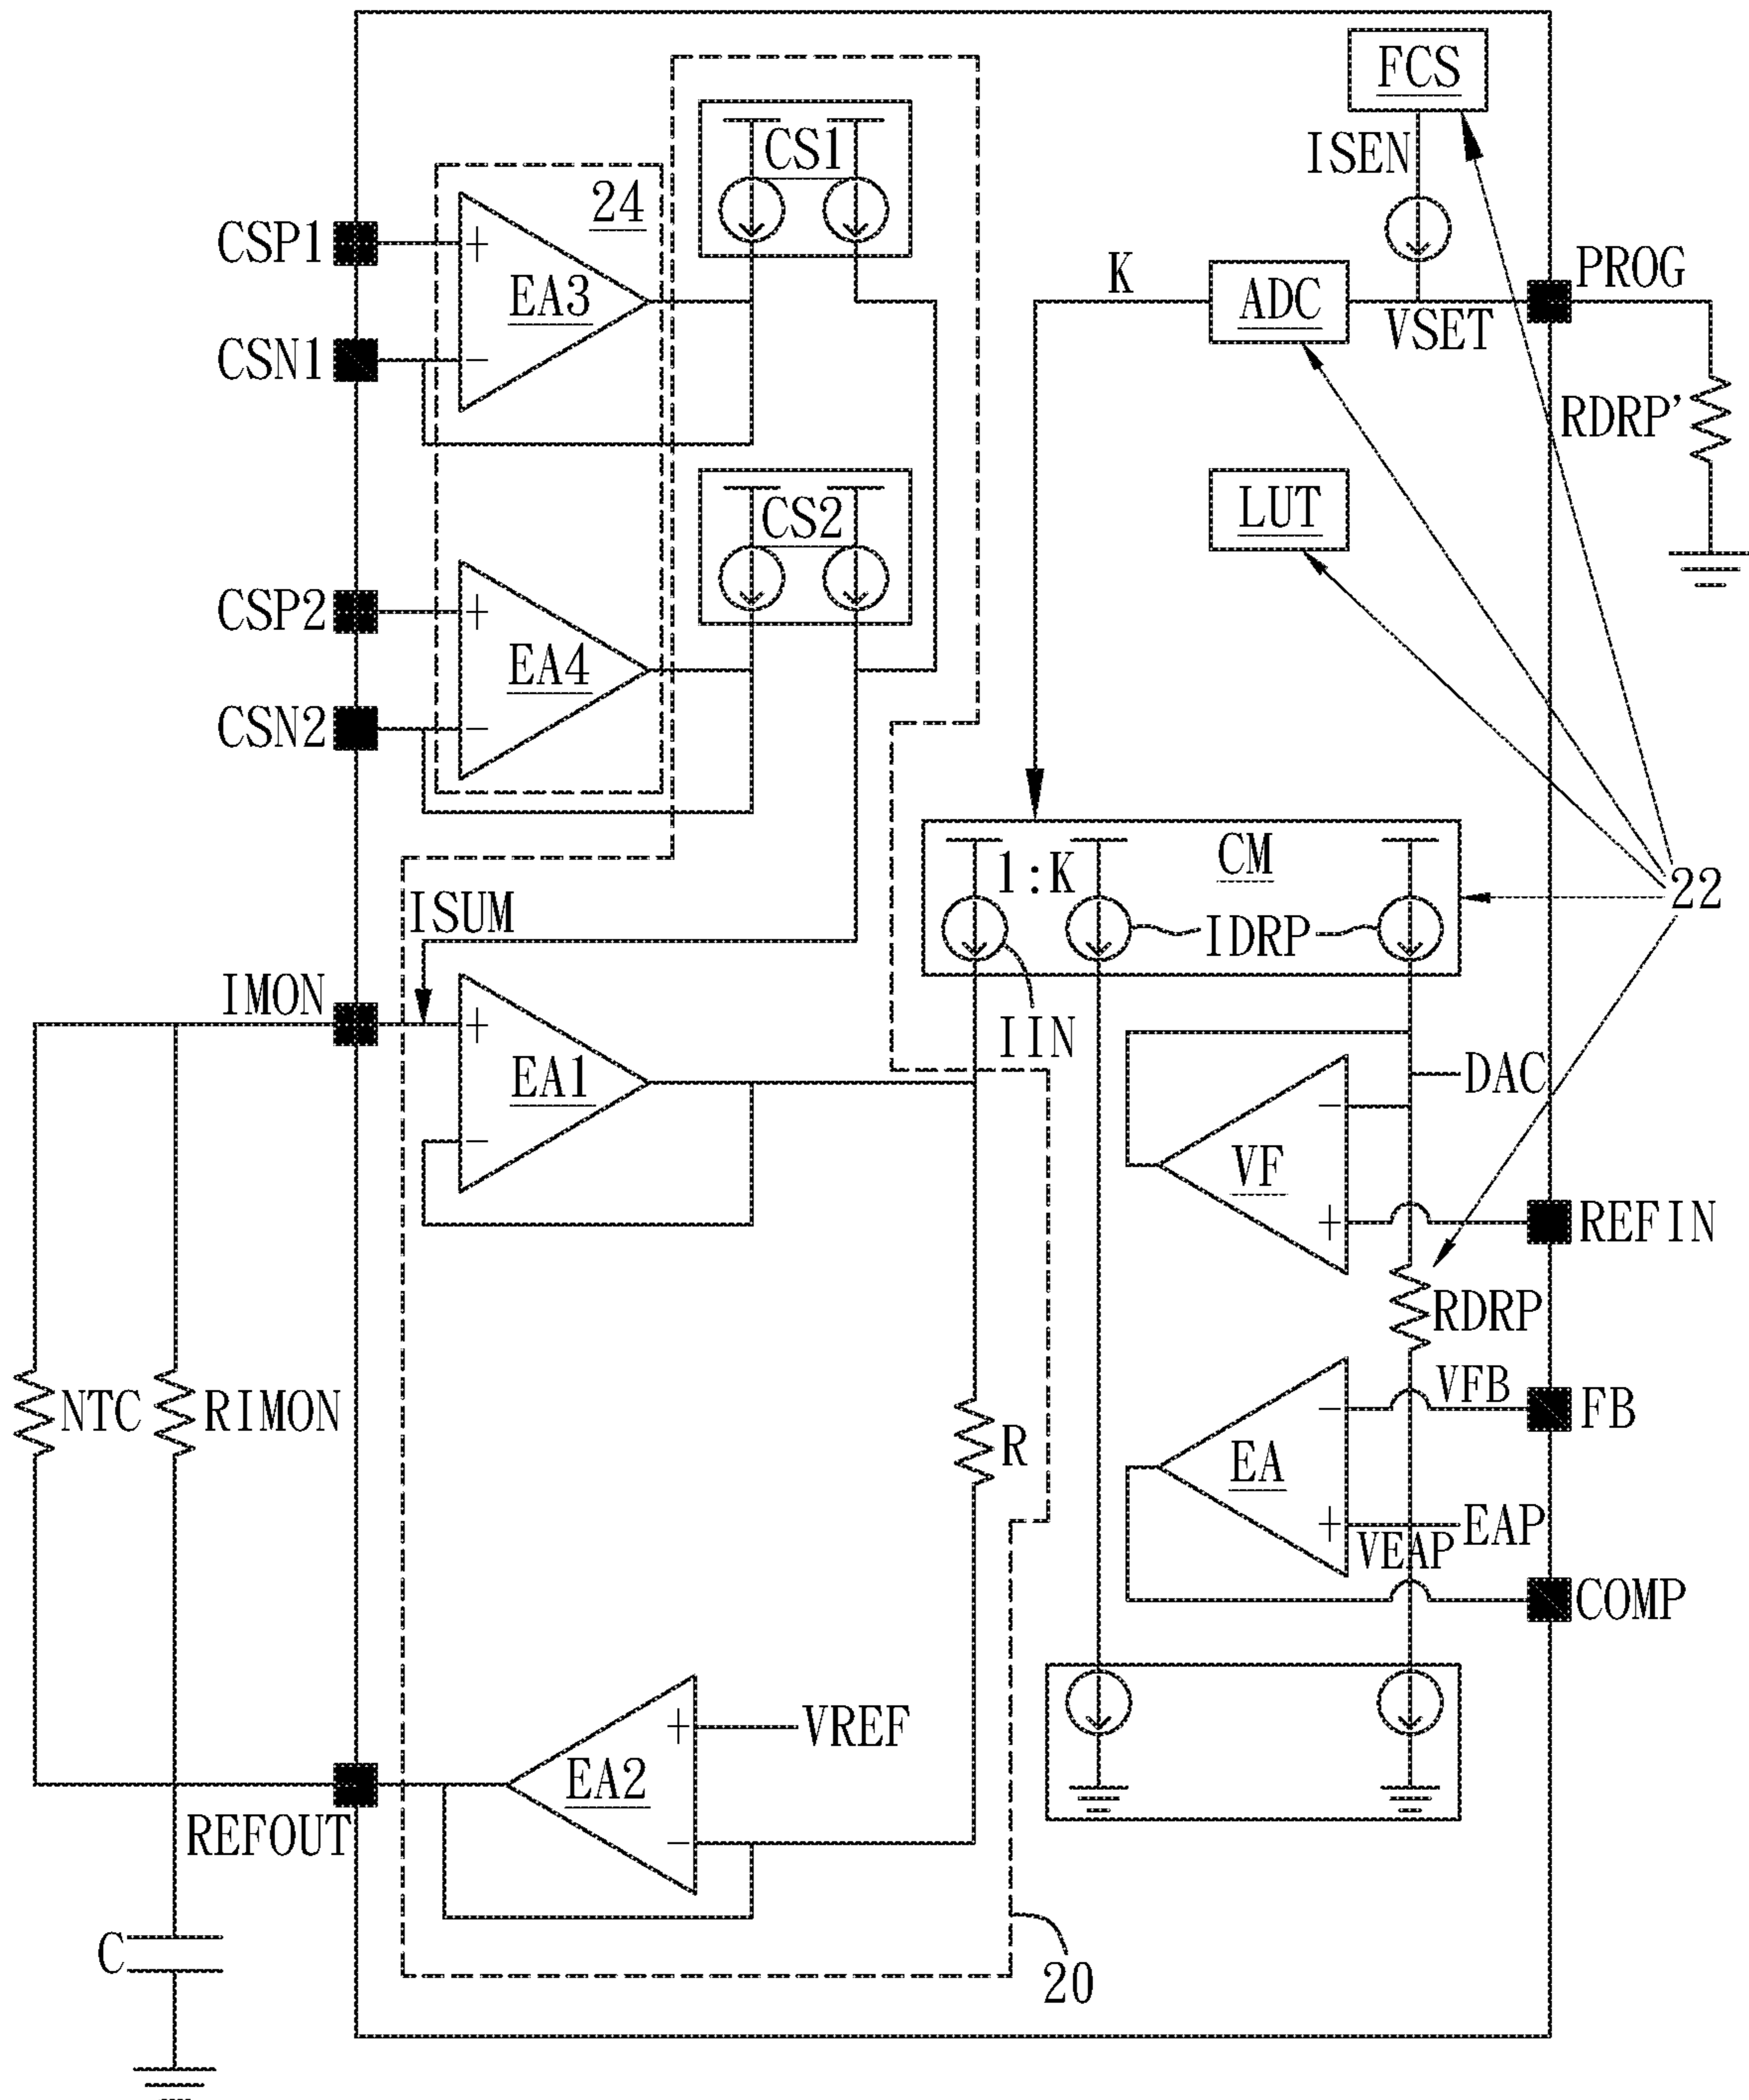 FCS
CS1
ISEN
24
CSP1
+
EA3
PROG
K
ADC
VSET
CSN1
−
RDRP'
CS2
LUT
CSP2
+
EA4
CSN2
−
CM
1:K
22
ISUM
IDRP
IMON
+
IIN
EA1
DAC
−
−
VF
+
REFIN
RDRP
NTC
RIMON
VFB
−
FB
R
EA
+
EAP
VEAP
COMP
+
VREF
EA2
REFOUT
−
C
20